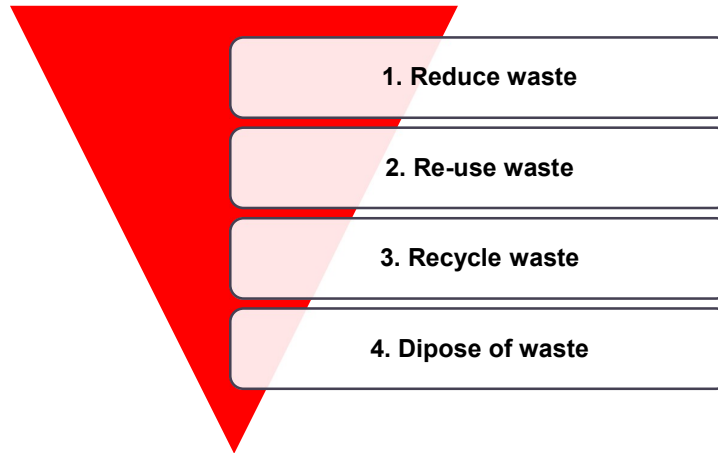 1. Reduce waste
2. Re-use waste
3. Recycle waste
4. Dipose of waste